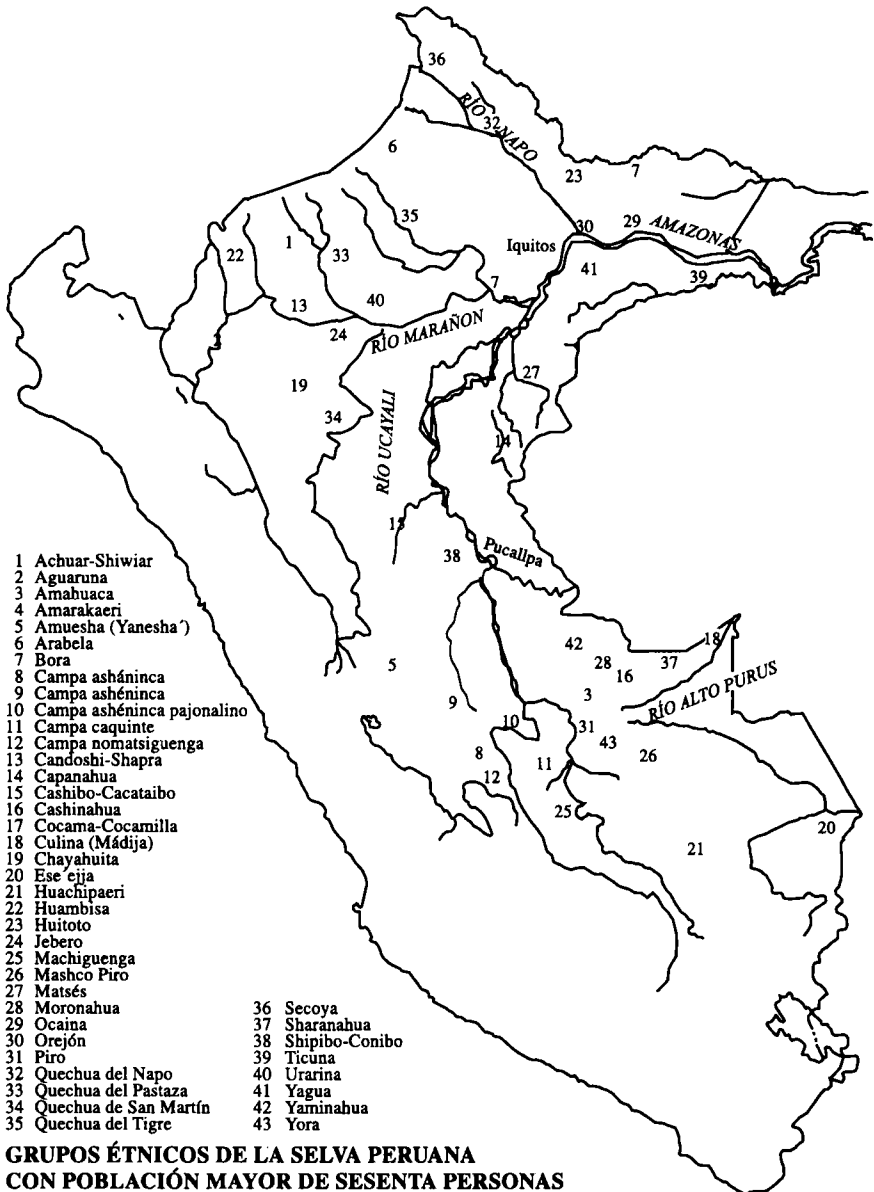 36
RÍO NAPO
32
6
23
7
35
30
29
AMAZONAS
1
Iquitos
22
33
41
39
7
40
13
24
RÍO MARAÑON
27
19
34
RÍO UCAYALI
14
15
38
Pucallpa
42
18
28
37
16
5
3
RÍO ALTO PURUS
9
10
31
43
26
8
11
12
25
20
21
1 Achuar-Shiwiar
2 Aguaruna
3 Amahuaca
4 Amarakaeri
5 Amuesha (Yanesha´)
6 Arabela
7 Bora
8 Campa asháninca
9 Campa ashéninca
10 Campa ashéninca pajonalino
11 Campa caquinte
12 Campa nomatsiguenga
13 Candoshi-Shapra
14 Capanahua
15 Cashibo-Cacataibo
16 Cashinahua
17 Cocama-Cocamilla
18 Culina (Mádija)
19 Chayahuita
20 Ese´ejja
21 Huachipaeri
22 Huambisa
23 Huitoto
24 Jebero
25 Machiguenga
26 Mashco Piro
27 Matsés
28 Moronahua
29 Ocaina
30 Orejón
31 Piro
32 Quechua del Napo
33 Quechua del Pastaza
34 Quechua de San Martín
35 Quechua del Tigre
36 Secoya
37 Sharanahua
38 Shipibo-Conibo
39 Ticuna
40 Urarina
41 Yagua
42 Yaminahua
43 Yora
GRUPOS ÉTNICOS DE LA SELVA PERUANA
CON POBLACIÓN MAYOR DE SESENTA PERSONAS